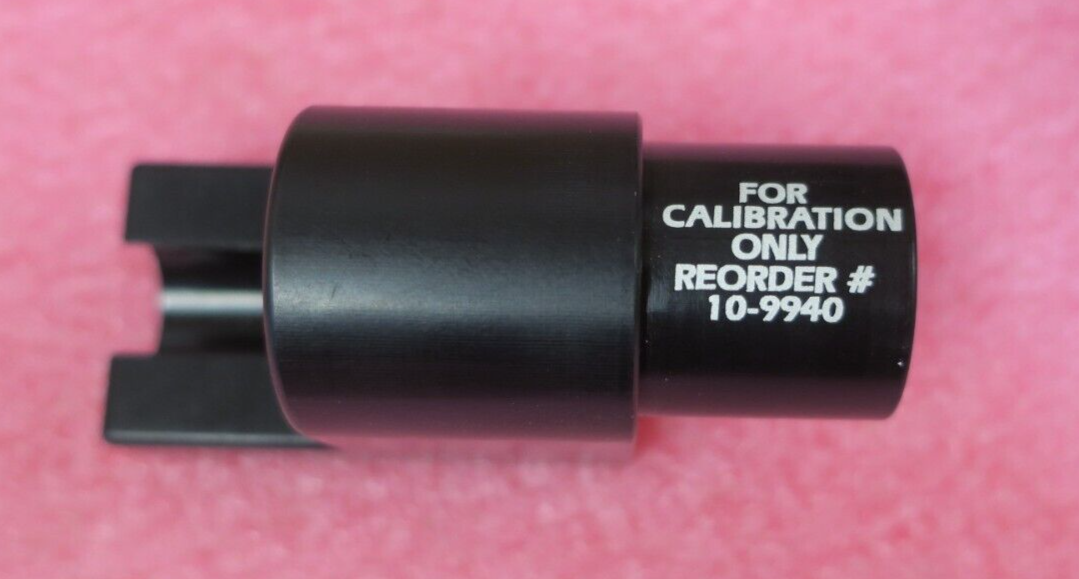 FOR
CALIBRATION
ONLY
REORDER #
10-9940